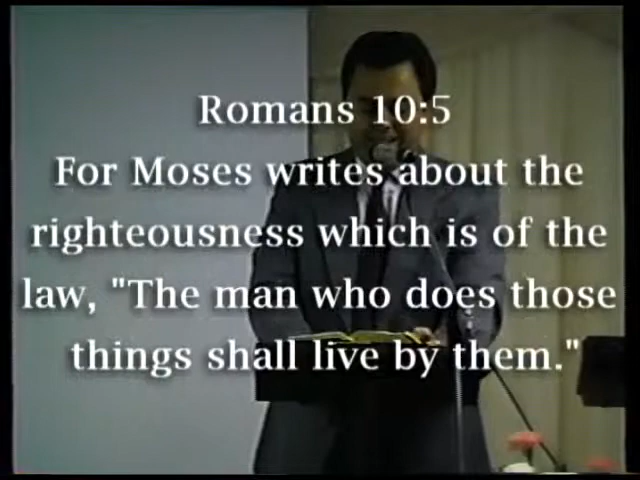 Romans 10:5
For Moses writes about the
righteousness which is of the
law, "The man who does those
things shall live by them."